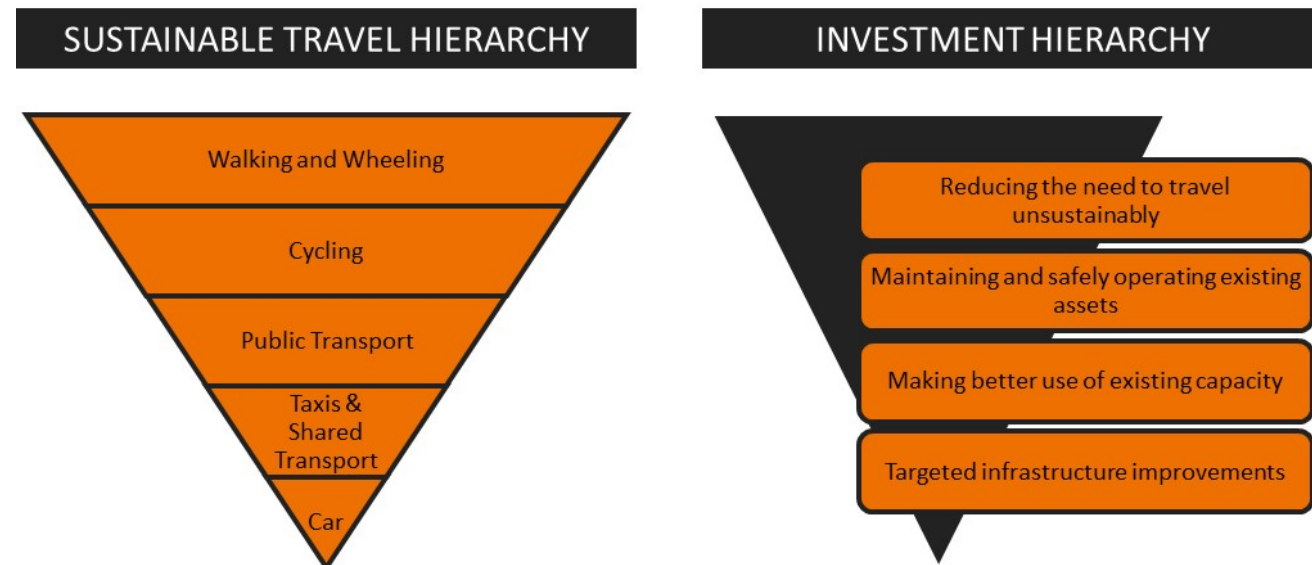 SUSTAINABLE TRAVEL HIERARCHY
Walking and Wheeling
Cycling
Public Transport
Taxis &
Shared
Transport
Car
INVESTMENT HIERARCHY
Reducing the need to travel
unsustainably
Maintaining and safely operating existing
assets
Making better use of existing capacity
Targeted infrastructure improvements